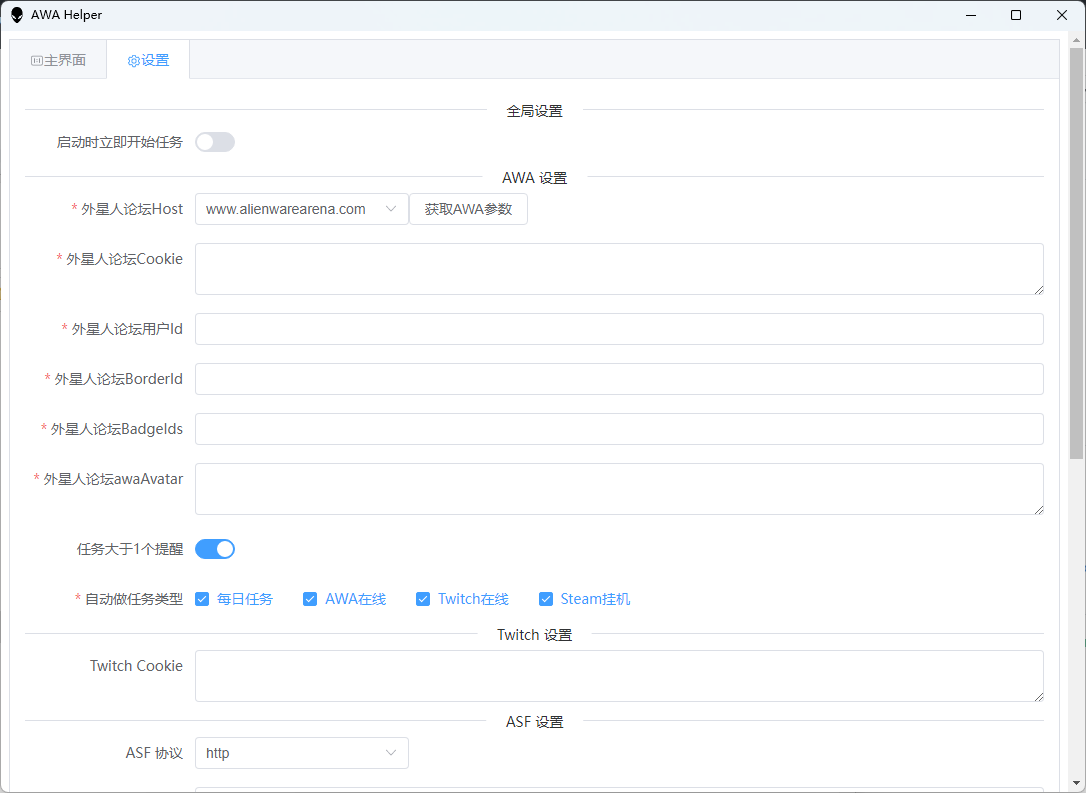 AWA Helper
主界面 设置
全局设置
启动时立即开始任务
AWA 设置
* 外星人论坛Host www.alienwarearena.com 获取AWA参数
* 外星人论坛Cookie
* 外星人论坛用户Id
* 外星人论坛BorderId
* 外星人论坛BadgeIds
* 外星人论坛awaAvatar
任务大于1个提醒
* 自动做任务类型 每日任务 AWA在线 Twitch在线 Steam挂机
Twitch 设置
Twitch Cookie
ASF 设置
ASF 协议 http